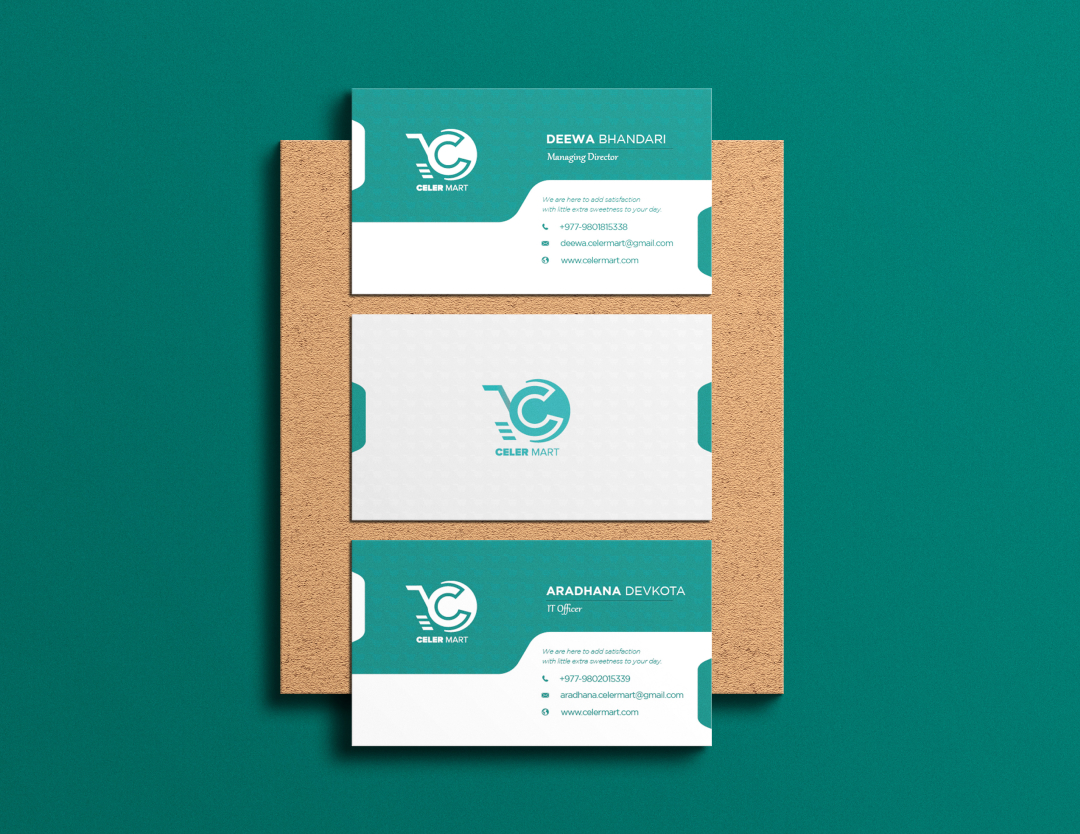 DEEWA BHANDARI
Managing Director
CELER MART
We are here to add satisfaction
with little extra sweetness to your day.
+977-9801815338
deewa.celermart@gmail.com
www.celermart.com
CELER MART
ARADHANA DEVKOTA
IT Officer
CELER MART
We are here to add satisfaction
with little extra sweetness to your day.
+977-9802015339
aradhana.celermart@gmail.com
www.celermart.com